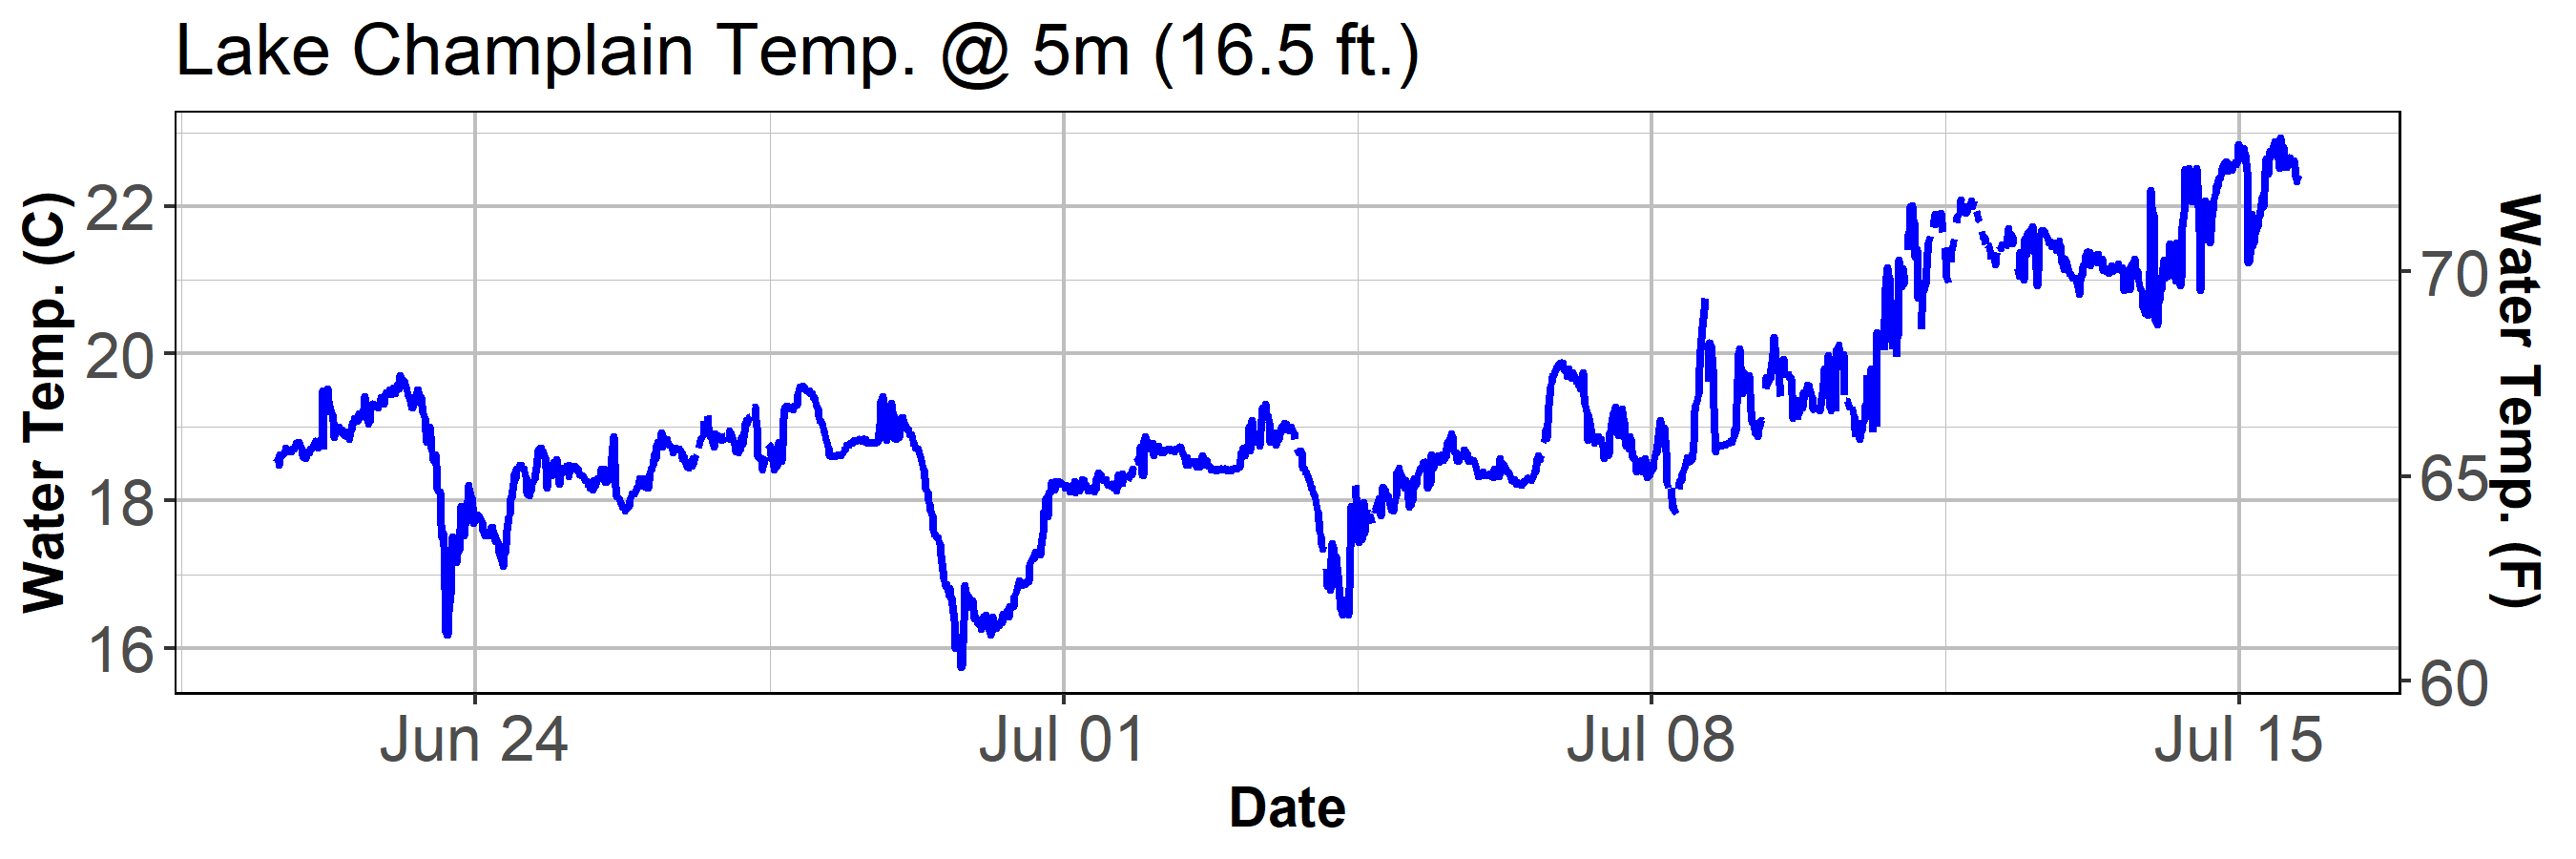 Lake Champlain Temp. @ 5m (16.5 ft.)
Water Temp. (C)
22
20
18
16
70
65
60
Water Temp. (F)
Jun 24
Jul 01
Jul 08
Jul 15
Date